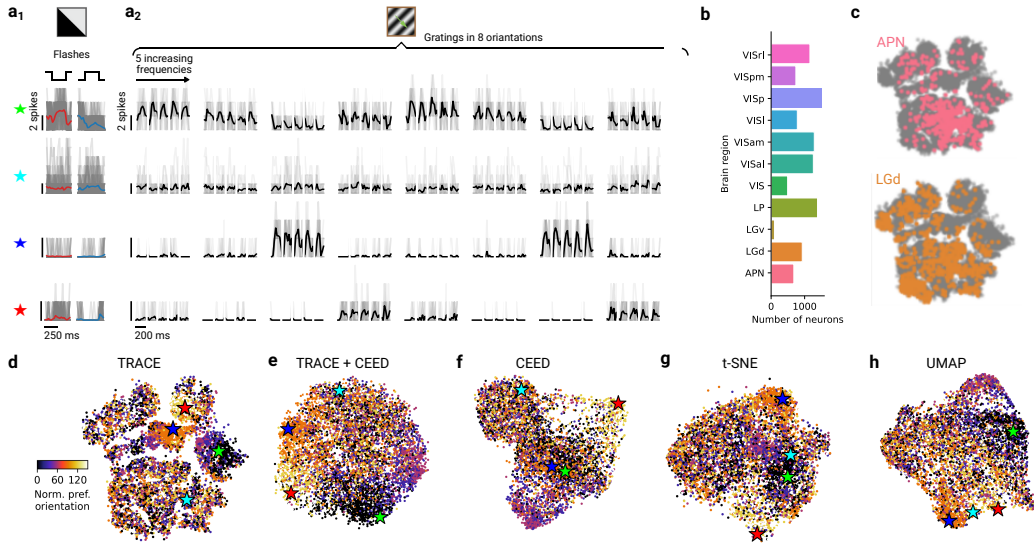 a1
a2
Flashes
Gratings in 8 oriantations
5 increasing
frequencies
2 spikes
2 spikes
250 ms
200 ms
b
Brain region
VISrl
VISpm
VISp
VISl
VISam
VISal
VIS
LP
LGv
LGd
APN
0
1000
Number of neurons
c
APN
LGd
d
TRACE
0 60 120
Norm. pref.
orientation
e
TRACE + CEED
f
CEED
g
t-SNE
h
UMAP